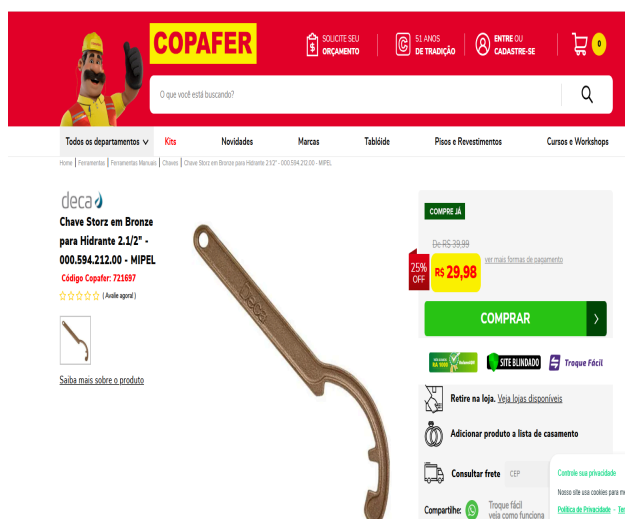 COPAFER
SOLICITE SEU
ORÇAMENTO
51 ANOS
DE TRADIÇÃO
ENTRE OU
CADASTRE-SE
0
O que você está buscando?
Todos os departamentos
Kits
Novidades
Marcas
Tablóide
Pisos e Revestimentos
Cursos e Workshops
Home | Ferramentas | Ferramentas Manuais | Chaves | Chave Storz em Bronze para Hidrante 2.1/2" - 000.594.212.00 - MIPEL
deca
Chave Storz em Bronze
para Hidrante 2.1/2" -
000.594.212.00 - MIPEL
Código Copafer: 721697
( Avalie agora! )
Saiba mais sobre o produto
deca
COMPRE JÁ
De R$ 39,99
25%
OFF
R$ 29,98
ver mais formas de pagamento
COMPRAR
RA 1000
SITE BLINDADO
Troque Fácil
Retire na loja. Veja lojas disponíveis
Adicionar produto a lista de casamento
Consultar frete
CEP
Compartilhe:
Troque fácil
veja como funciona
Controle sua privacidade
Nosso site usa cookies para
Política de Privacidade -